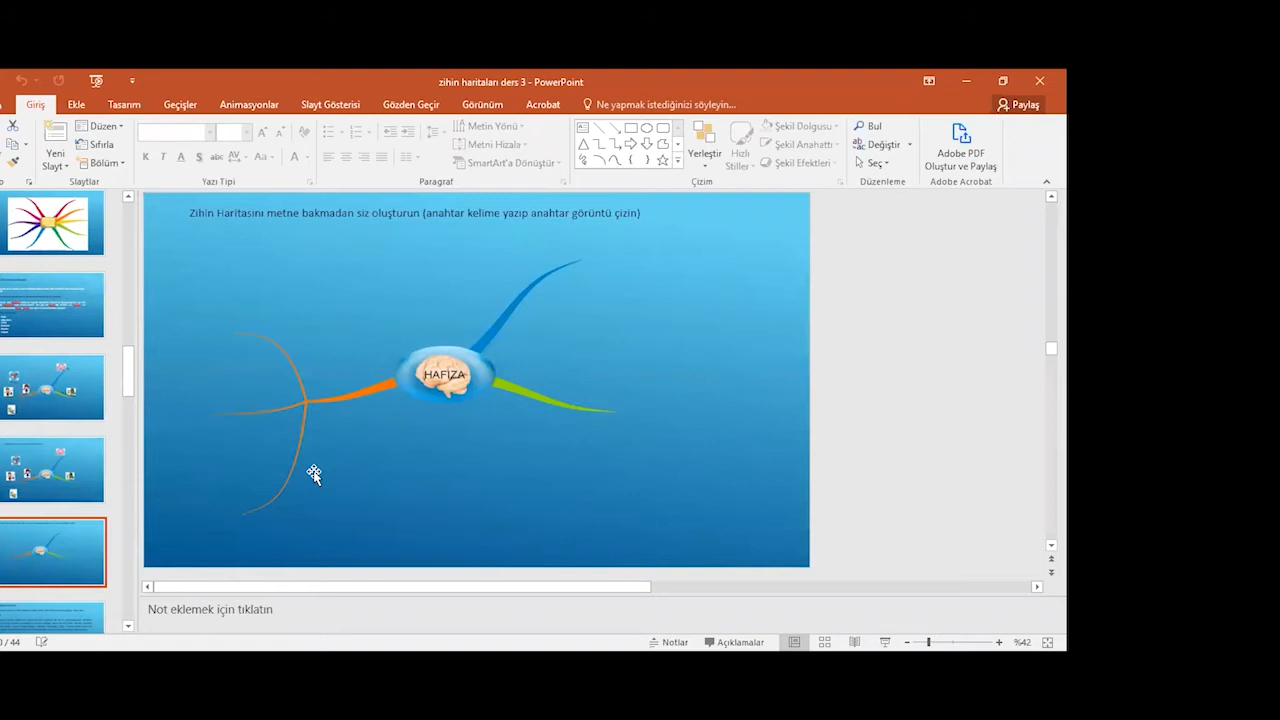 zihin haritaları ders 3 - PowerPoint
Giriş Ekle Tasarım Geçişler Animasyonlar Slayt Gösterisi Gözden Geçir Görünüm Acrobat Ne yapmak istediğinizi söyleyin... Paylaş
Yeni Slayt
Düzen
Sıfırla
Bölüm
Slaytlar
K T A S abc AV Aa A
Yazı Tipi
Metin Yönü
Metni Hizala
SmartArt'a Dönüştür
Paragraf
Yerleştir
Hızlı Stiller
Şekil Dolgusu
Şekil Anahattı
Şekil Efektleri
Çizim
Bul
Değiştir
Seç
Düzenleme
Adobe PDF Oluştur ve Paylaş
Adobe Acrobat
Zihin Haritasını metne bakmadan siz oluşturun (anahtar kelime yazıp anahtar görüntü çizin)
HAFIZA
Not eklemek için tıklatın
/ 44
Notlar
Açıklamalar
%42